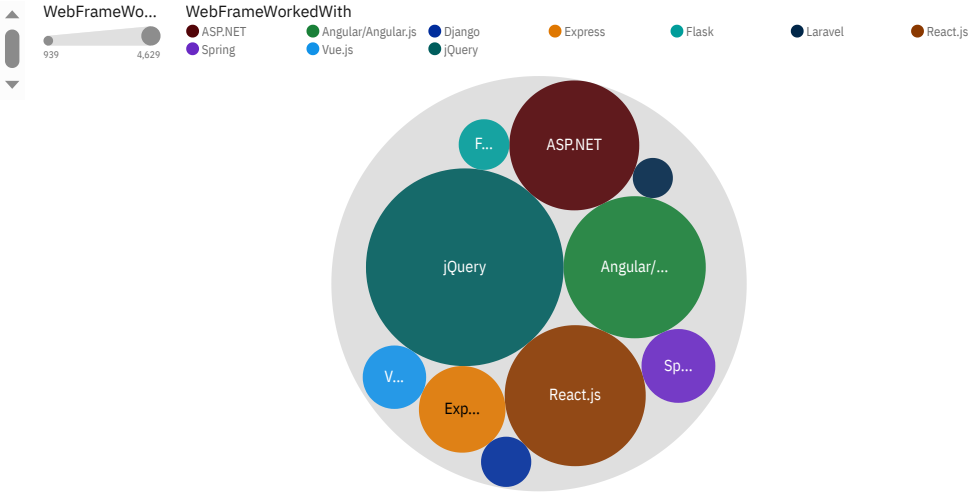 WebFrameWo...
WebFrameWorkedWith
939
4,629
ASP.NET
Angular/Angular.js
Django
Express
Flask
Laravel
React.js
Spring
Vue.js
jQuery
F...
ASP.NET
jQuery
Angular/...
V...
Exp...
React.js
Sp...